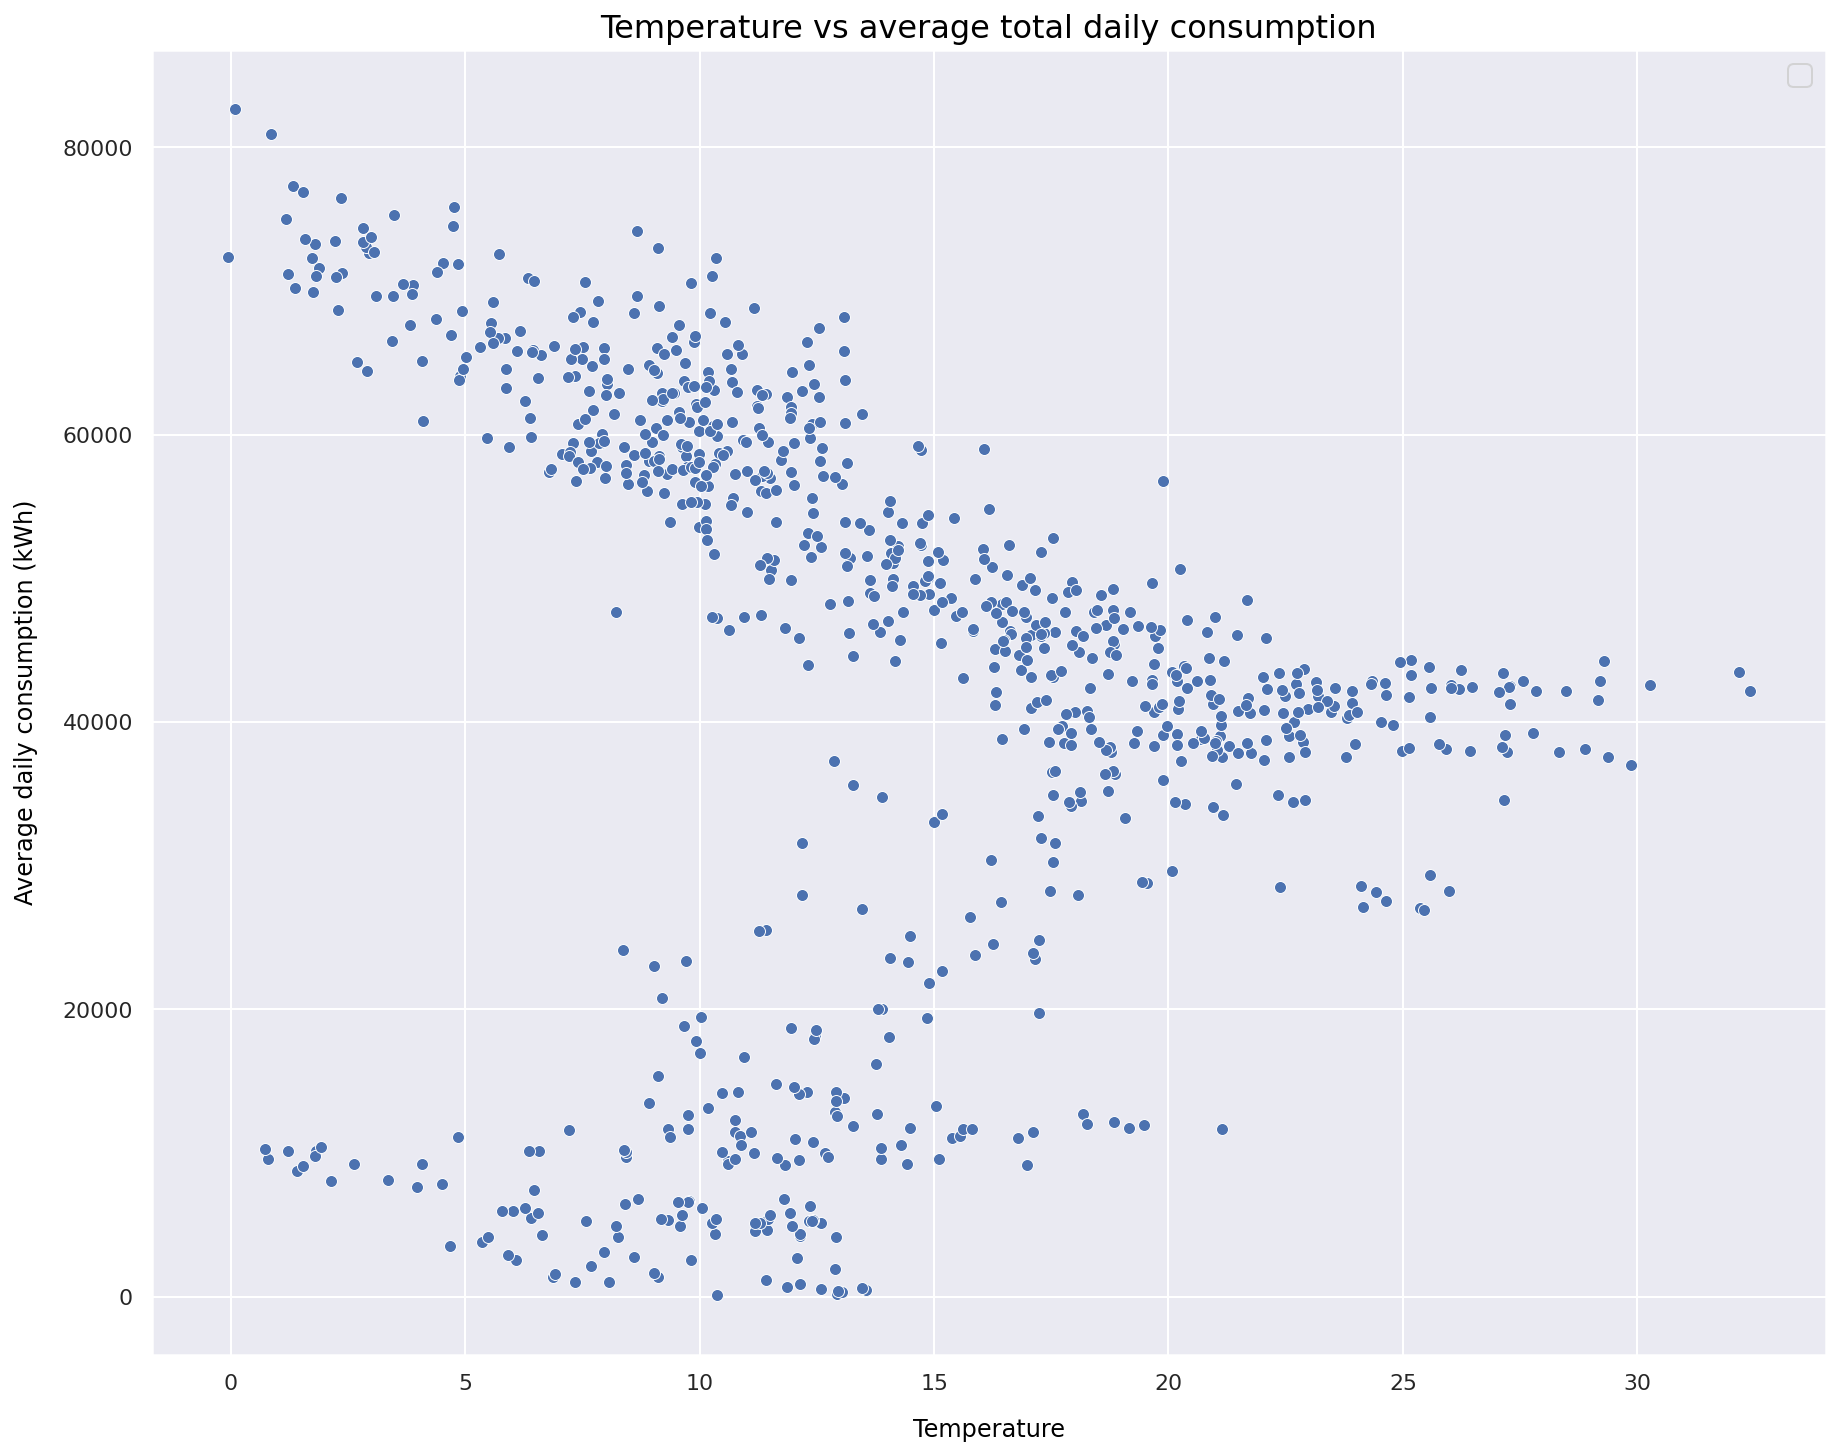 Temperature vs average total daily consumption
80000
60000
40000
20000
0
Average daily consumption (kWh)
0 5 10 15 20 25 30
Temperature